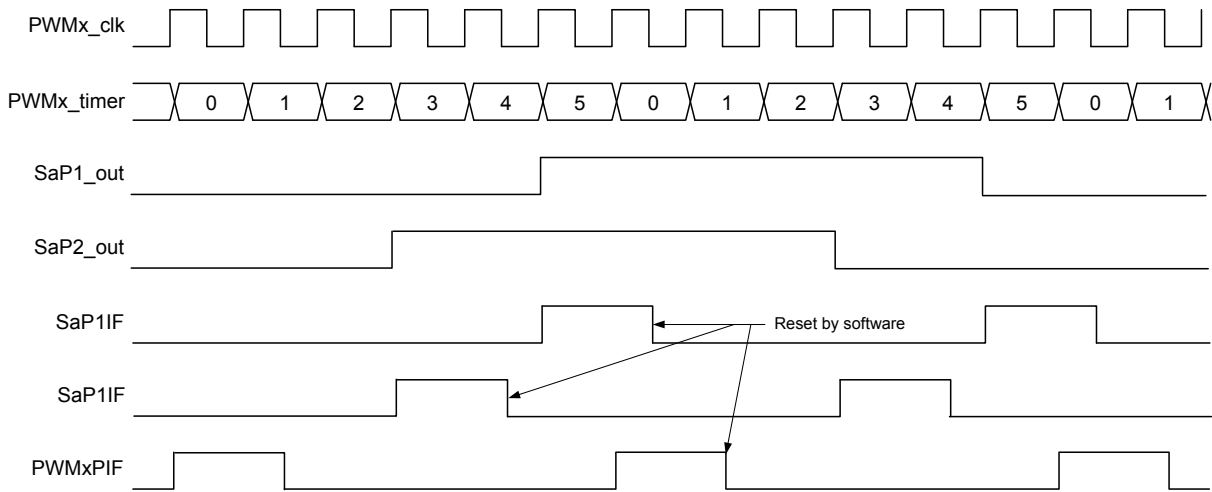 PWMx_clk
PWMx_timer 0 1 2 3 4 5 0 1 2 3 4 5 0 1
SaP1_out
SaP2_out
SaP1IF
Reset by software
SaP1IF
PWMxPIF